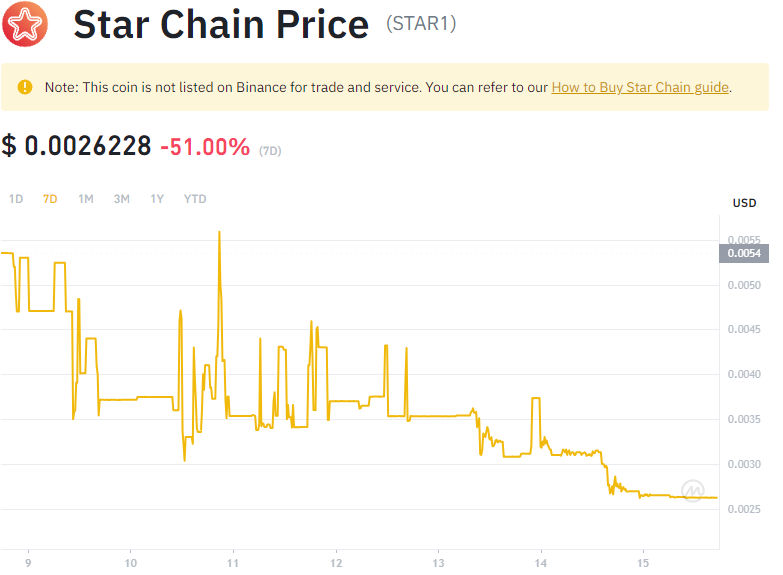 Star Chain Price (STAR1)
Note: This coin is not listed on Binance for trade and service. You can refer to our How to Buy Star Chain guide.
$ 0.0026228 -51.00% (7D)
1D 7D 1M 3M 1Y YTD
USD
0.0055
0.0054
0.0050
0.0045
0.0040
0.0035
0.0030
0.0025
9 10 11 12 13 14 15